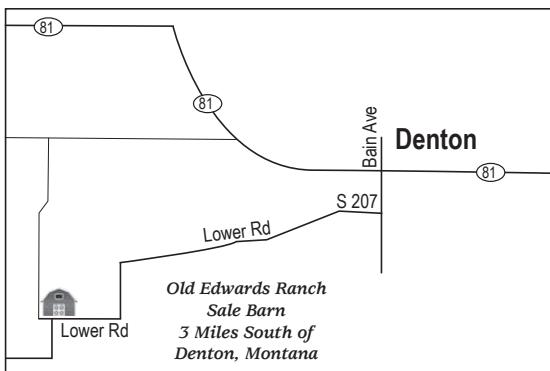 81
81
Bain Ave
Denton
81
S 207
Lower Rd
Old Edwards Ranch
Sale Barn
3 Miles South of
Denton, Montana
Lower Rd